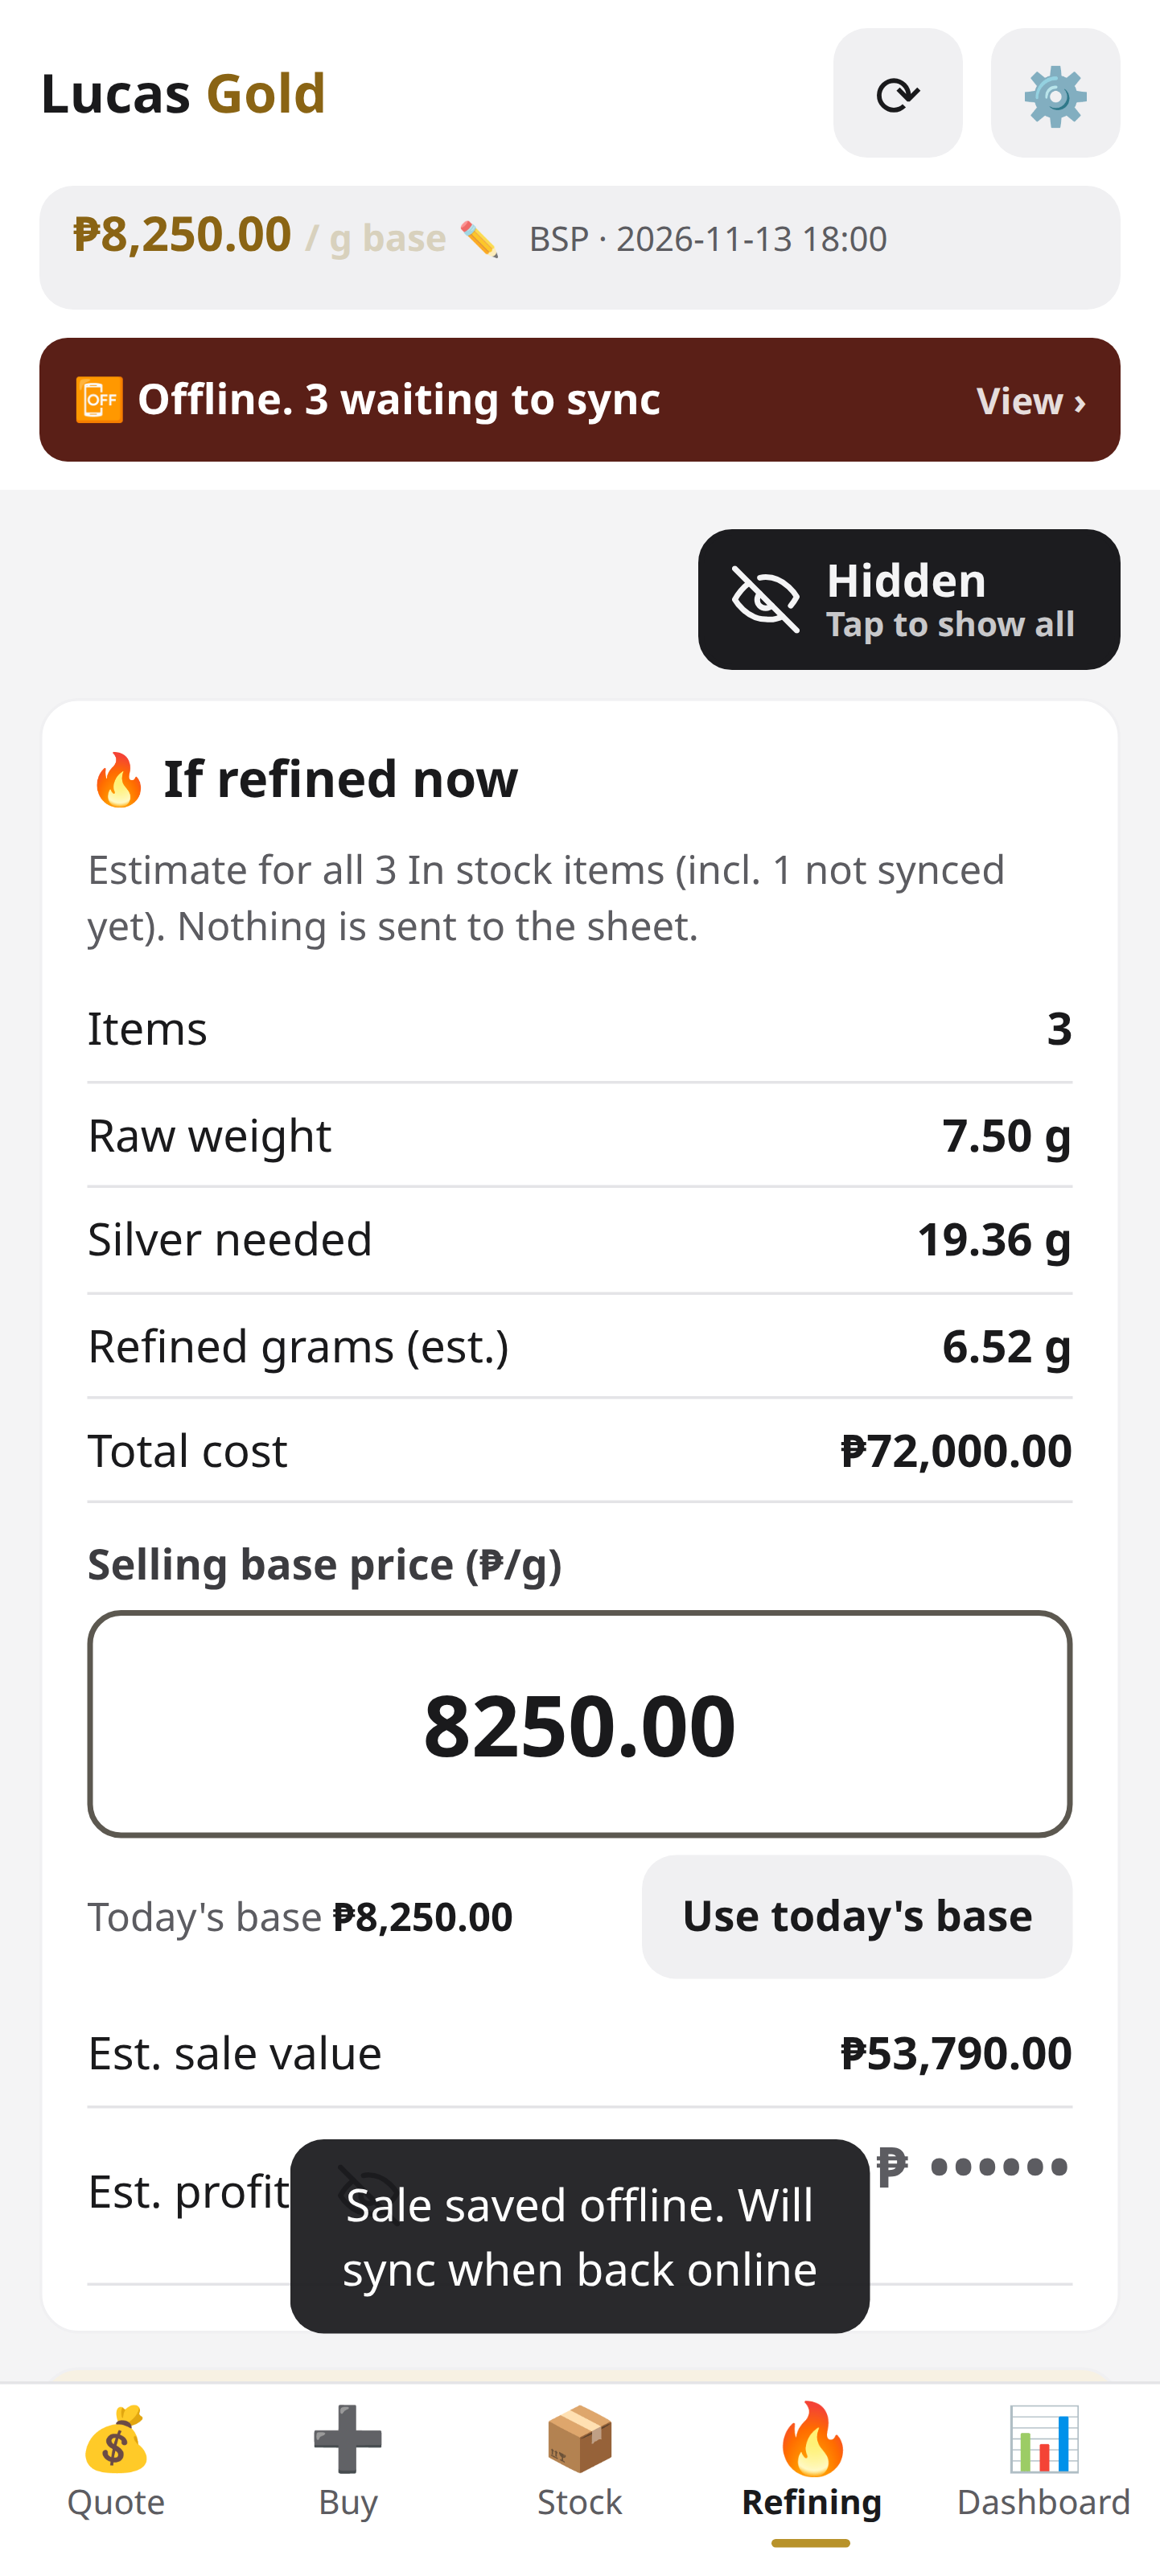 Lucas Gold
₱8,250.00 / g base BSP · 2026-11-13 18:00
OFF Offline. 3 waiting to sync View ›
Hidden
Tap to show all
If refined now
Estimate for all 3 In stock items (incl. 1 not synced
yet). Nothing is sent to the sheet.
Items 3
Raw weight 7.50 g
Silver needed 19.36 g
Refined grams (est.) 6.52 g
Total cost ₱72,000.00
Selling base price (₱/g)
8250.00
Today's base ₱8,250.00 Use today's base
Est. sale value ₱53,790.00
Est. profit ₱ ••••••
Sale saved offline. Will
sync when back online
Quote Buy Stock Refining Dashboard